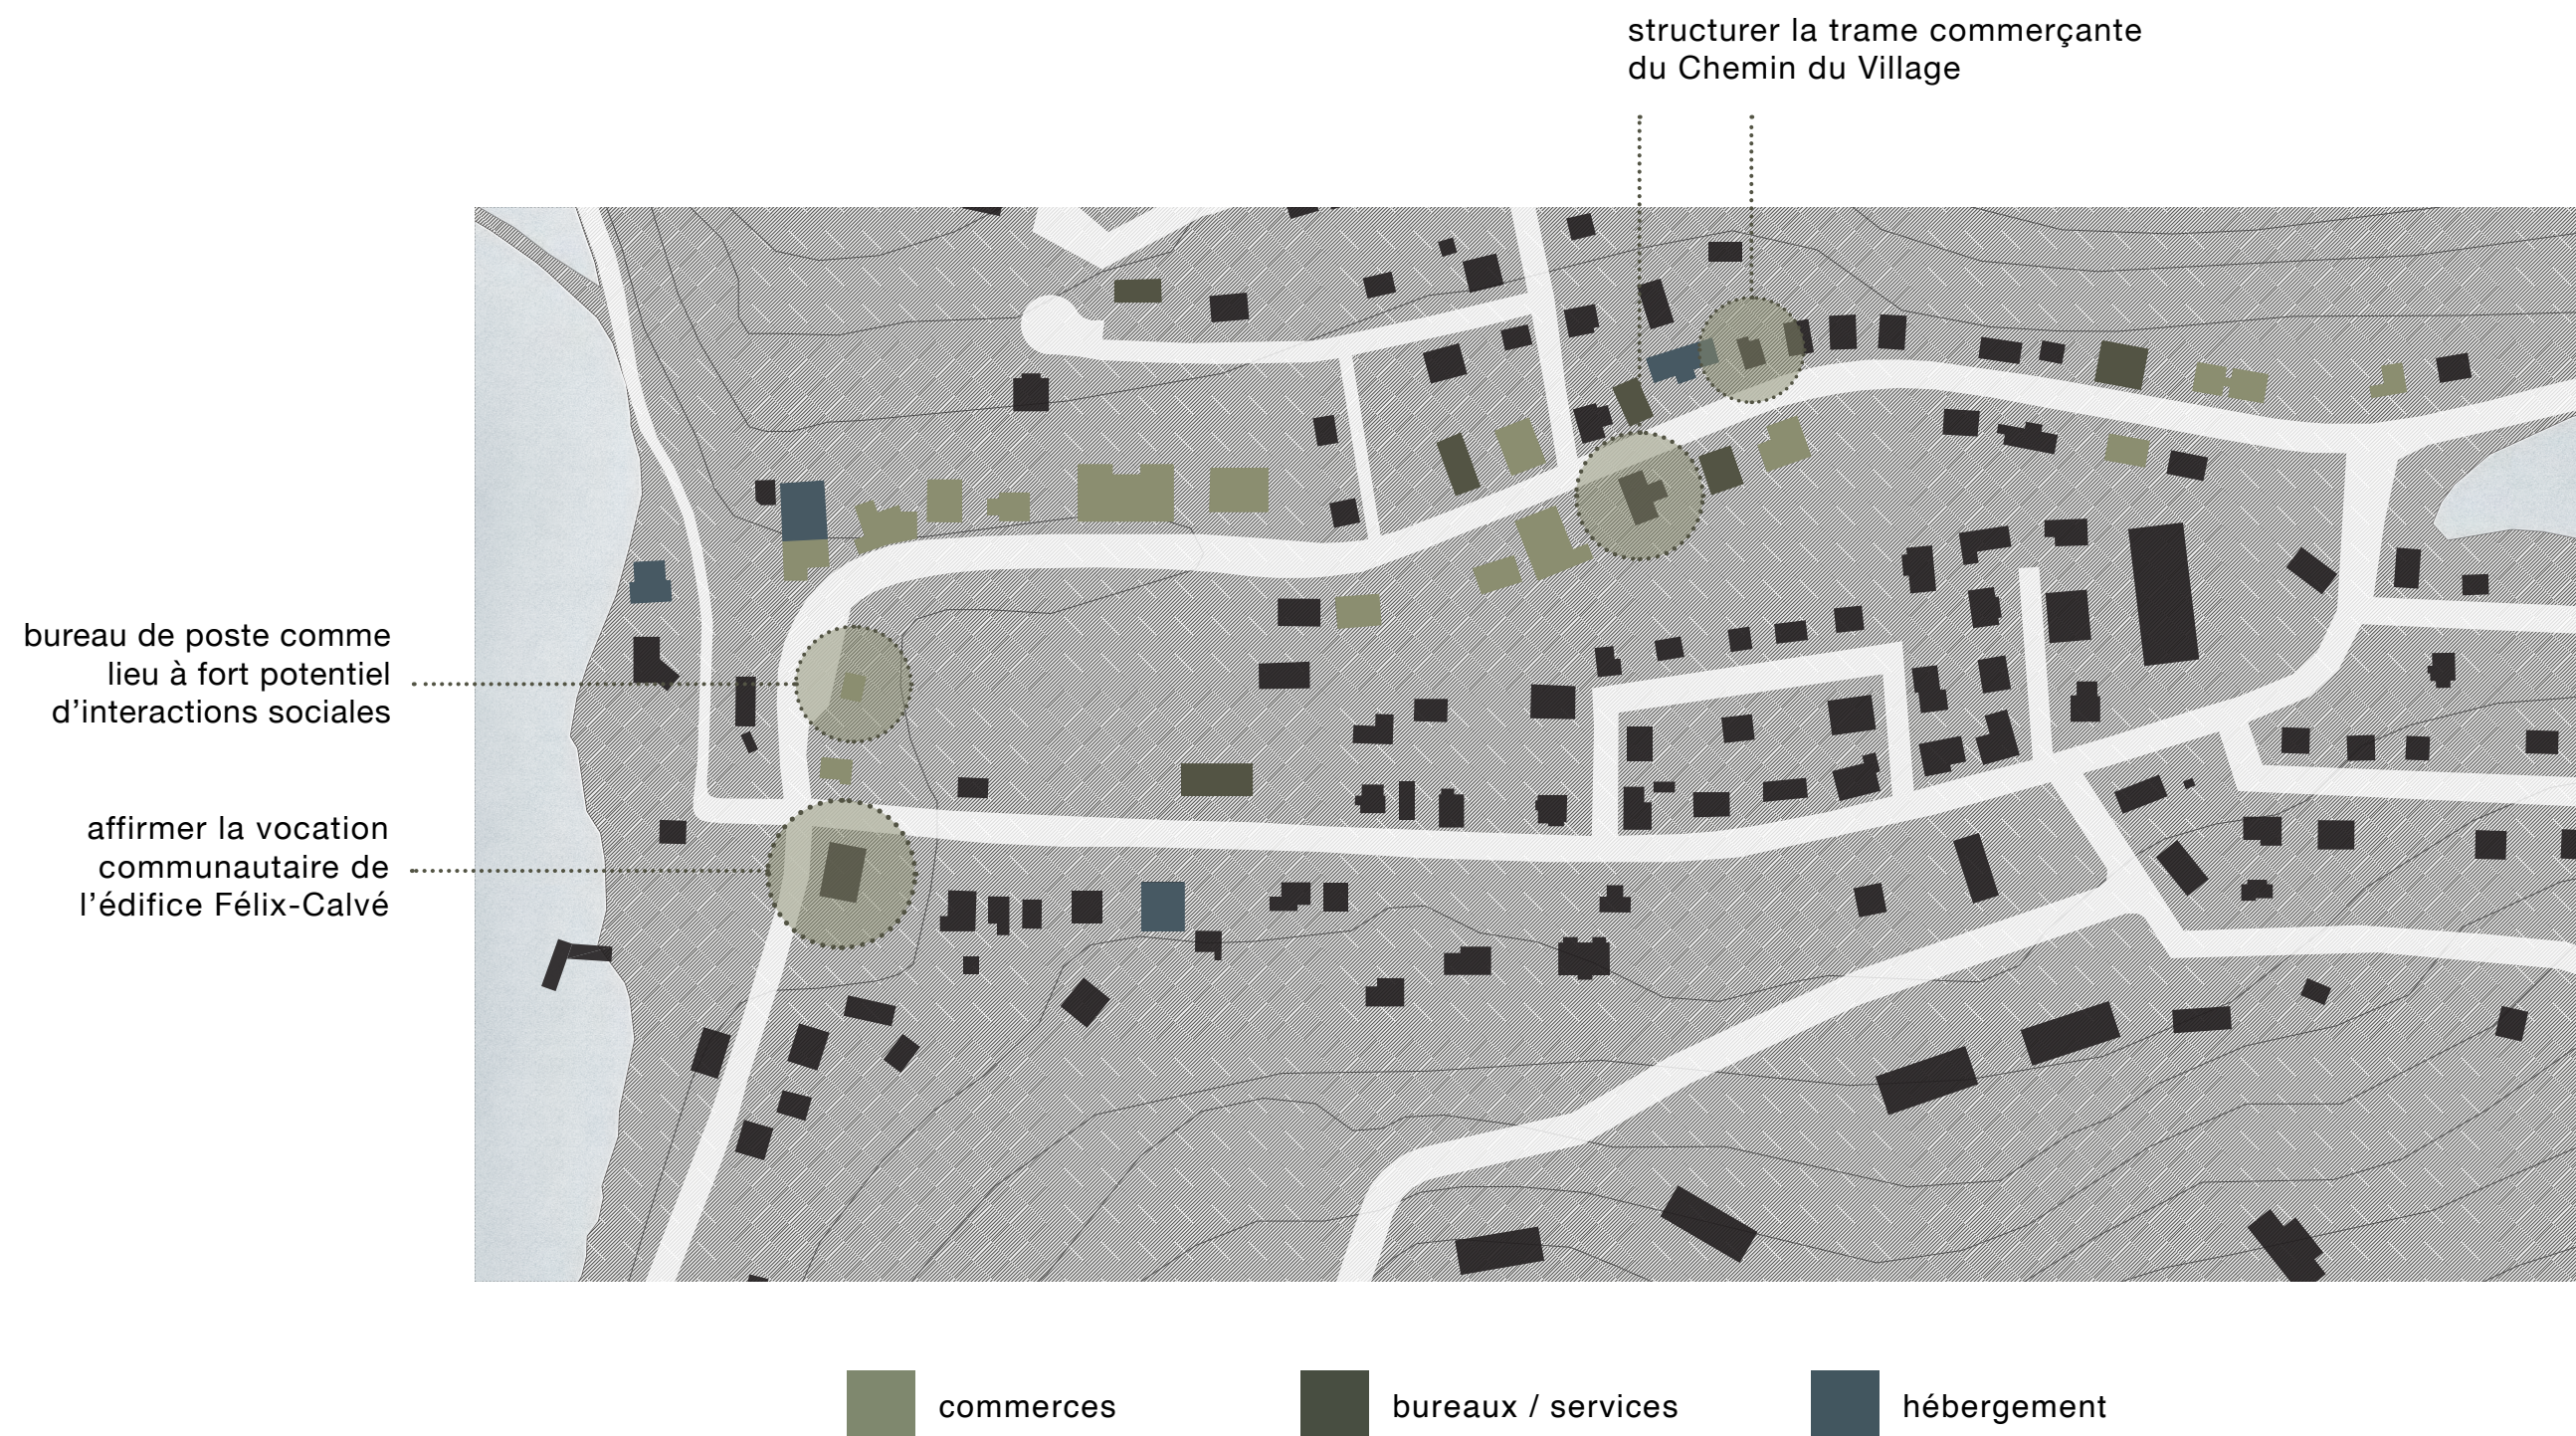 structurer la trame commerçante
du Chemin du Village
bureau de poste comme
lieu à fort potentiel
d’interactions sociales
affirmer la vocation
communautaire de
l’édifice Félix-Calvé
commerces
bureaux / services
hébergement